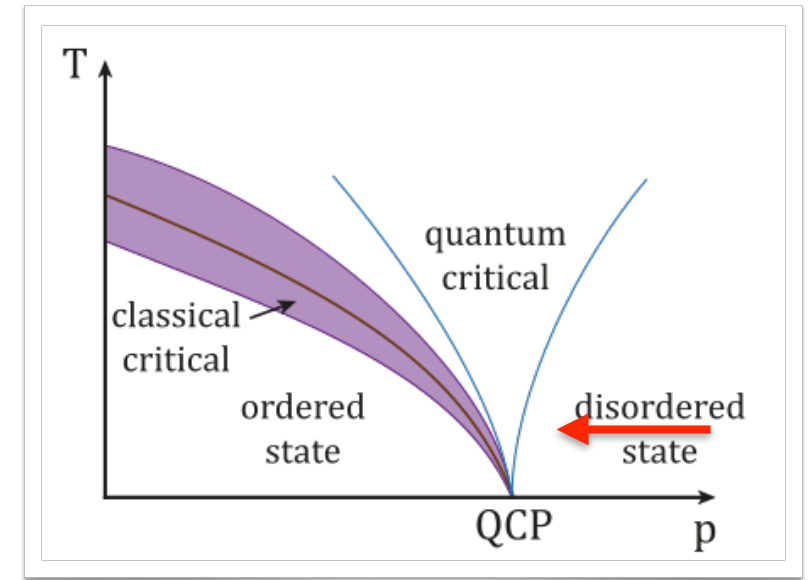 T
quantum
critical
classical
critical
ordered
state
disordered
state
QCP
p